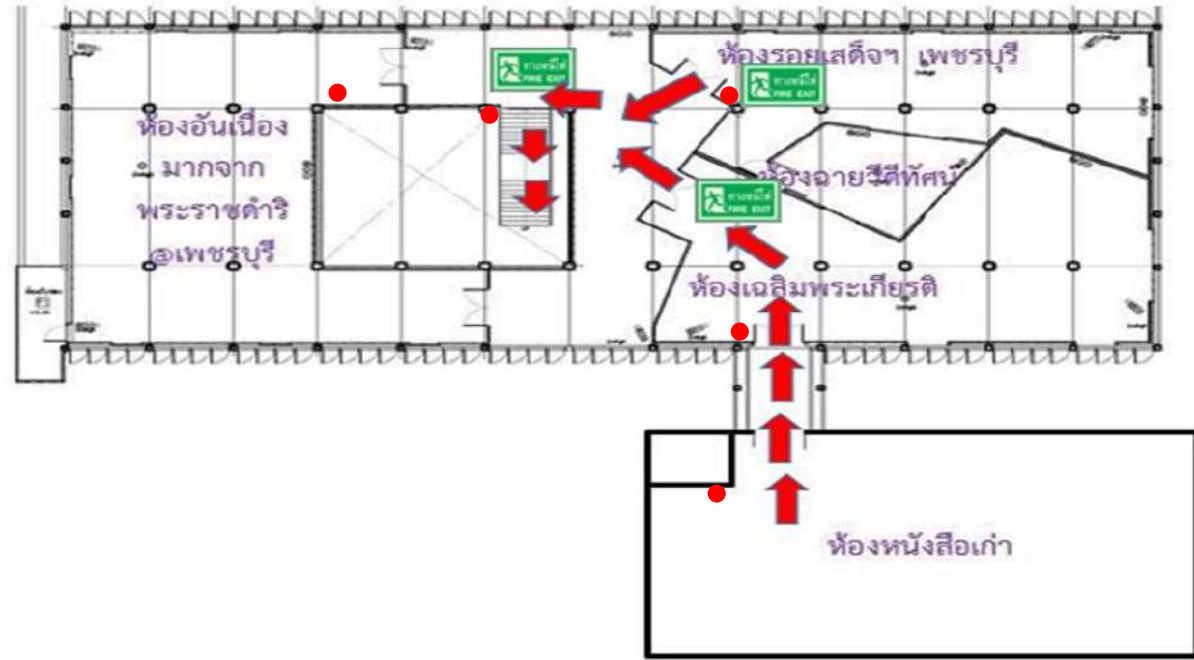 ห้องรอยเสด็จฯ เพชรบุรี
ทางหนีไฟ
FIRE EXIT
ทางหนีไฟ
FIRE EXIT
ห้องอันเนื่อง
มากจาก
พระราชดำริ
@เพชรบุรี
ห้องฉายวีดีทัศน์
ทางหนีไฟ
FIRE EXIT
ห้องเฉลิมพระเกียรติ
ห้องหนังสือเก่า